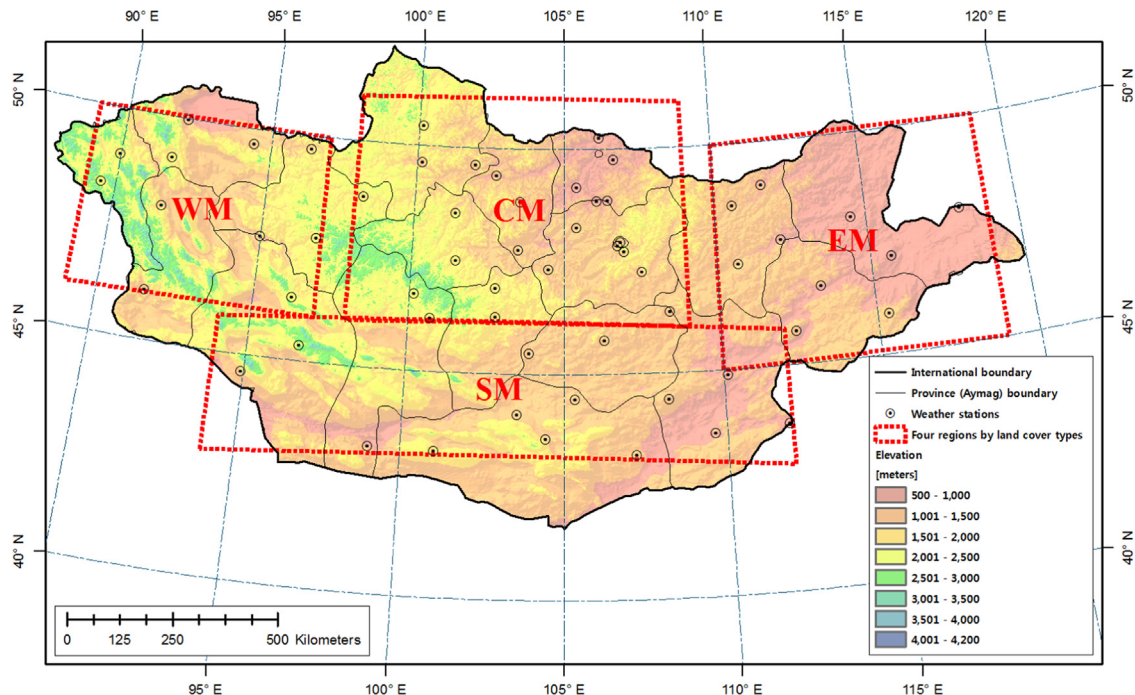 90° E 95° E 100° E 105° E 110° E 115° E 120° E
50° N 50° N
WM CM EM
45° N 45° N
SM
International boundary
Province (Aymag) boundary
Weather stations
Four regions by land cover types
Elevation
[meters]
500 - 1,000
1,001 - 1,500
1,501 - 2,000
2,001 - 2,500
2,501 - 3,000
3,001 - 3,500
3,501 - 4,000
4,001 - 4,200
40° N 40° N
0 125 250 500 Kilometers
95° E 100° E 105° E 110° E 115° E